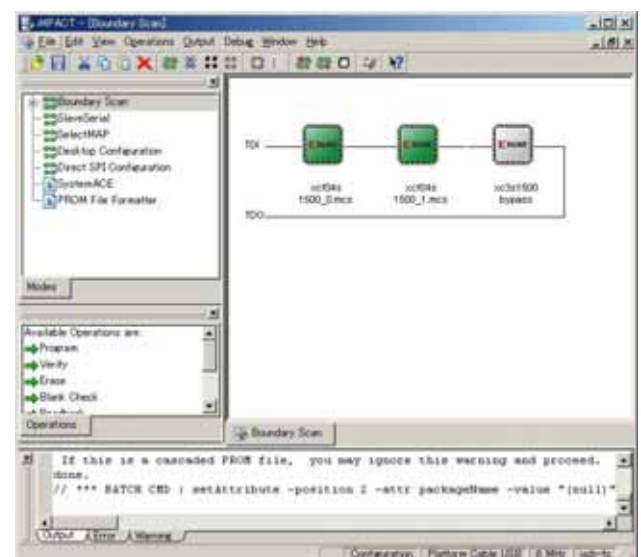 iMPACT - [Boundary Scan]
File Edit View Operations Output Debug Window Help
Boundary Scan
SlaveSerial
SelectMAP
Desktop Configuration
Direct SPI Configuration
SystemACE
PROM File Formatter
Modes
TDI
TDO
xcf04s
1500_0.mcs
xcf04s
1500_1.mcs
xc3s1500
bypass
Available Operations are:
Program
Verify
Erase
Blank Check
Readback
Operations
Boundary Scan
If this is a cascaded PROM file, you may ignore this warning and proceed.
done.
// *** BATCH CMD : setAttribute -position 2 -attr packageName -value "(null)"
Output Error Warning
Configuration Platform Cable USB 6 MHz usb-fs